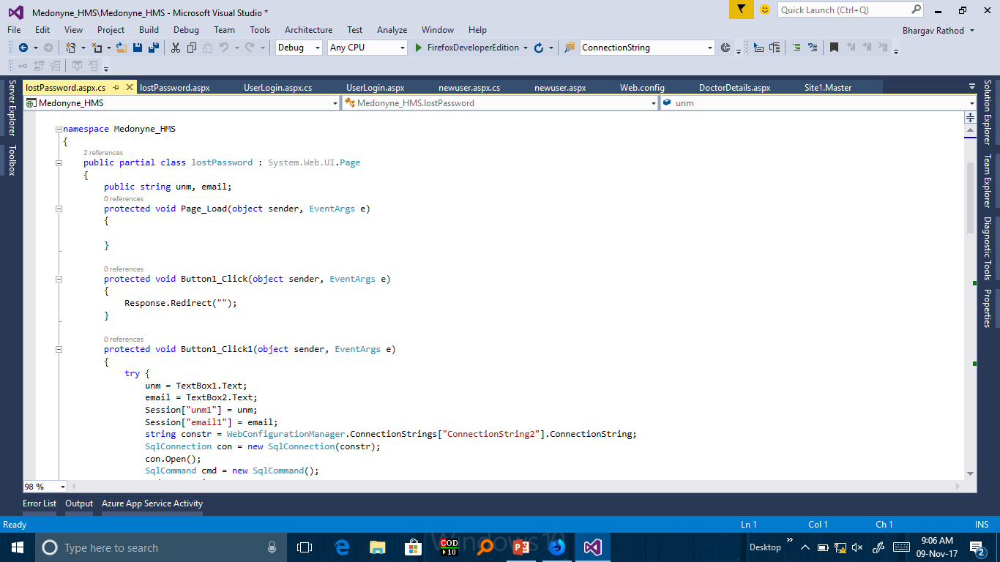 Medonyne_HMS\Medonyne_HMS - Microsoft Visual Studio *
Quick Launch (Ctrl+Q)
File Edit View Project Build Debug Team Tools Architecture Test Analyze Window Help
Bhargav Rathod
Debug Any CPU FirefoxDeveloperEdition ConnectionString
lostPassword.aspx.cs lostPassword.aspx UserLogin.aspx.cs UserLogin.aspx newuser.aspx.cs newuser.aspx Web.config DoctorDetails.aspx Site1.Master
Medonyne_HMS Medonyne_HMS.lostPassword unm
Server Explorer
Toolbox
Solution Explorer
Team Explorer
Diagnostic Tools
Properties
namespace Medonyne_HMS
{
2 references
public partial class lostPassword : System.Web.UI.Page
{
public string unm, email;
0 references
protected void Page_Load(object sender, EventArgs e)
{
}
0 references
protected void Button1_Click(object sender, EventArgs e)
{
Response.Redirect("");
}
0 references
protected void Button1_Click1(object sender, EventArgs e)
{
try {
unm = TextBox1.Text;
email = TextBox2.Text;
Session["unm1"] = unm;
Session["email1"] = email;
string constr = WebConfigurationManager.ConnectionStrings["ConnectionString2"].ConnectionString;
SqlConnection con = new SqlConnection(constr);
con.Open();
SqlCommand cmd = new SqlCommand();
98 %
Error List Output Azure App Service Activity
Ready Ln 1 Col 1 Ch 1 INS
Type here to search
COD
10
Windows 10
Desktop
9:06 AM
09-Nov-17
2